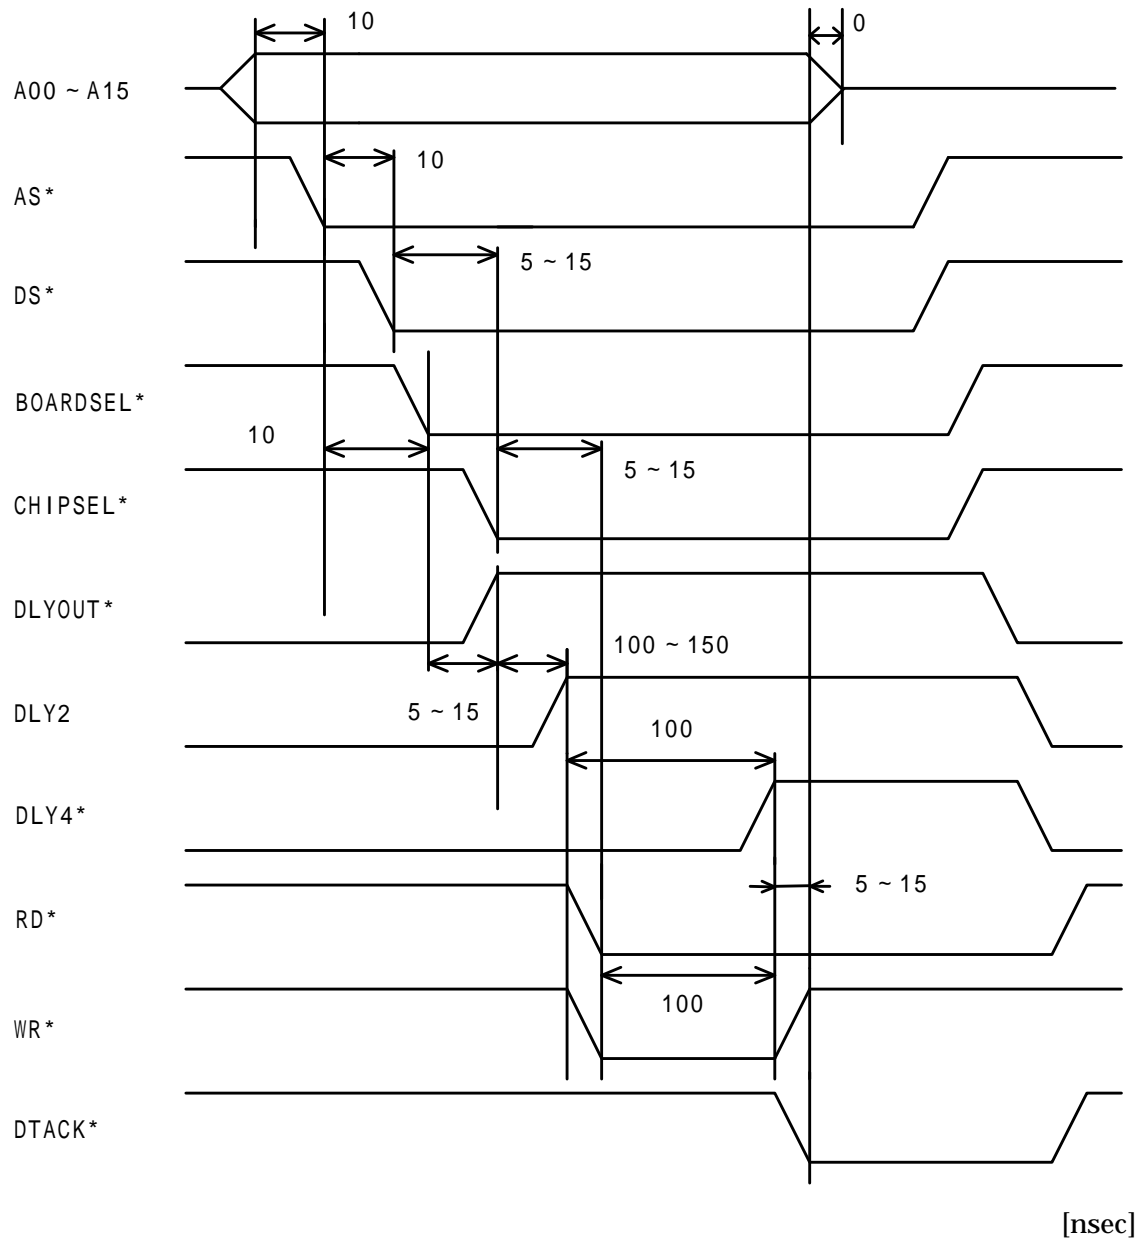 10
0
A00 ~ A15
10
AS*
5 ~ 15
DS*
BOARDSEL*
10
5 ~ 15
CHIPSEL*
DLYOUT*
100 ~ 150
5 ~ 15
DLY2
100
DLY4*
5 ~ 15
RD*
100
WR*
DTACK*
[nsec]